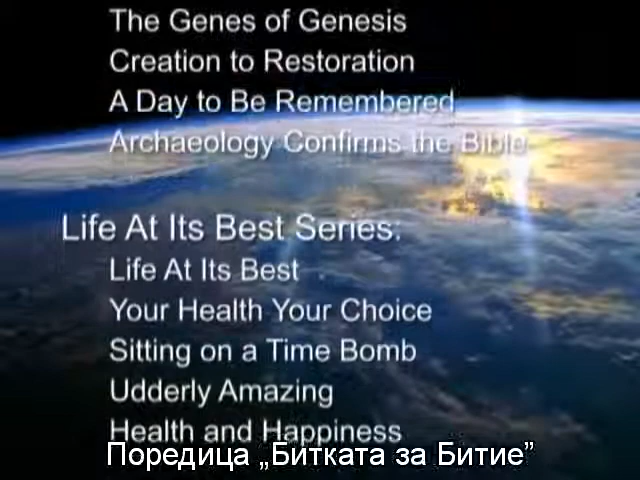 The Genes of Genesis
Creation to Restoration
A Day to Be Remembered
Archaeology Confirms the Bible
Life At Its Best Series:
Life At Its Best
Your Health Your Choice
Sitting on a Time Bomb
Udderly Amazing
Health and Happiness
Поредица „Битката за Битие”